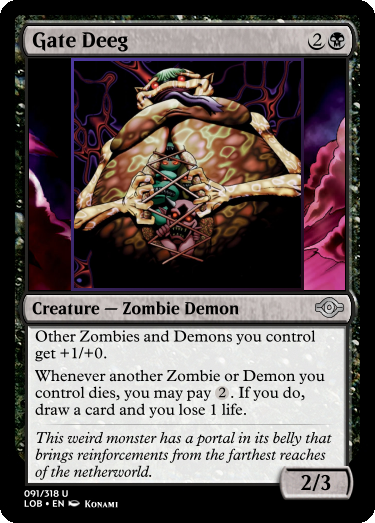 Gate Deeg 2
Creature — Zombie Demon
Other Zombies and Demons you control
get +1/+0.
Whenever another Zombie or Demon you
control dies, you may pay 2. If you do,
draw a card and you lose 1 life.
This weird monster has a portal in its belly that
brings reinforcements from the farthest reaches
of the netherworld.
2/3
091/318 U
LOB • EN Konami